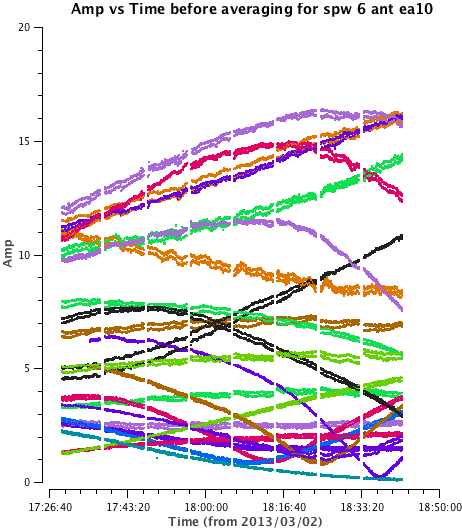 Amp vs Time before averaging for spw 6 ant ea10
20
15
10
5
0
Amp
17:26:40 17:43:20 18:00:00 18:16:40 18:33:20 18:50:00
Time (from 2013/03/02)